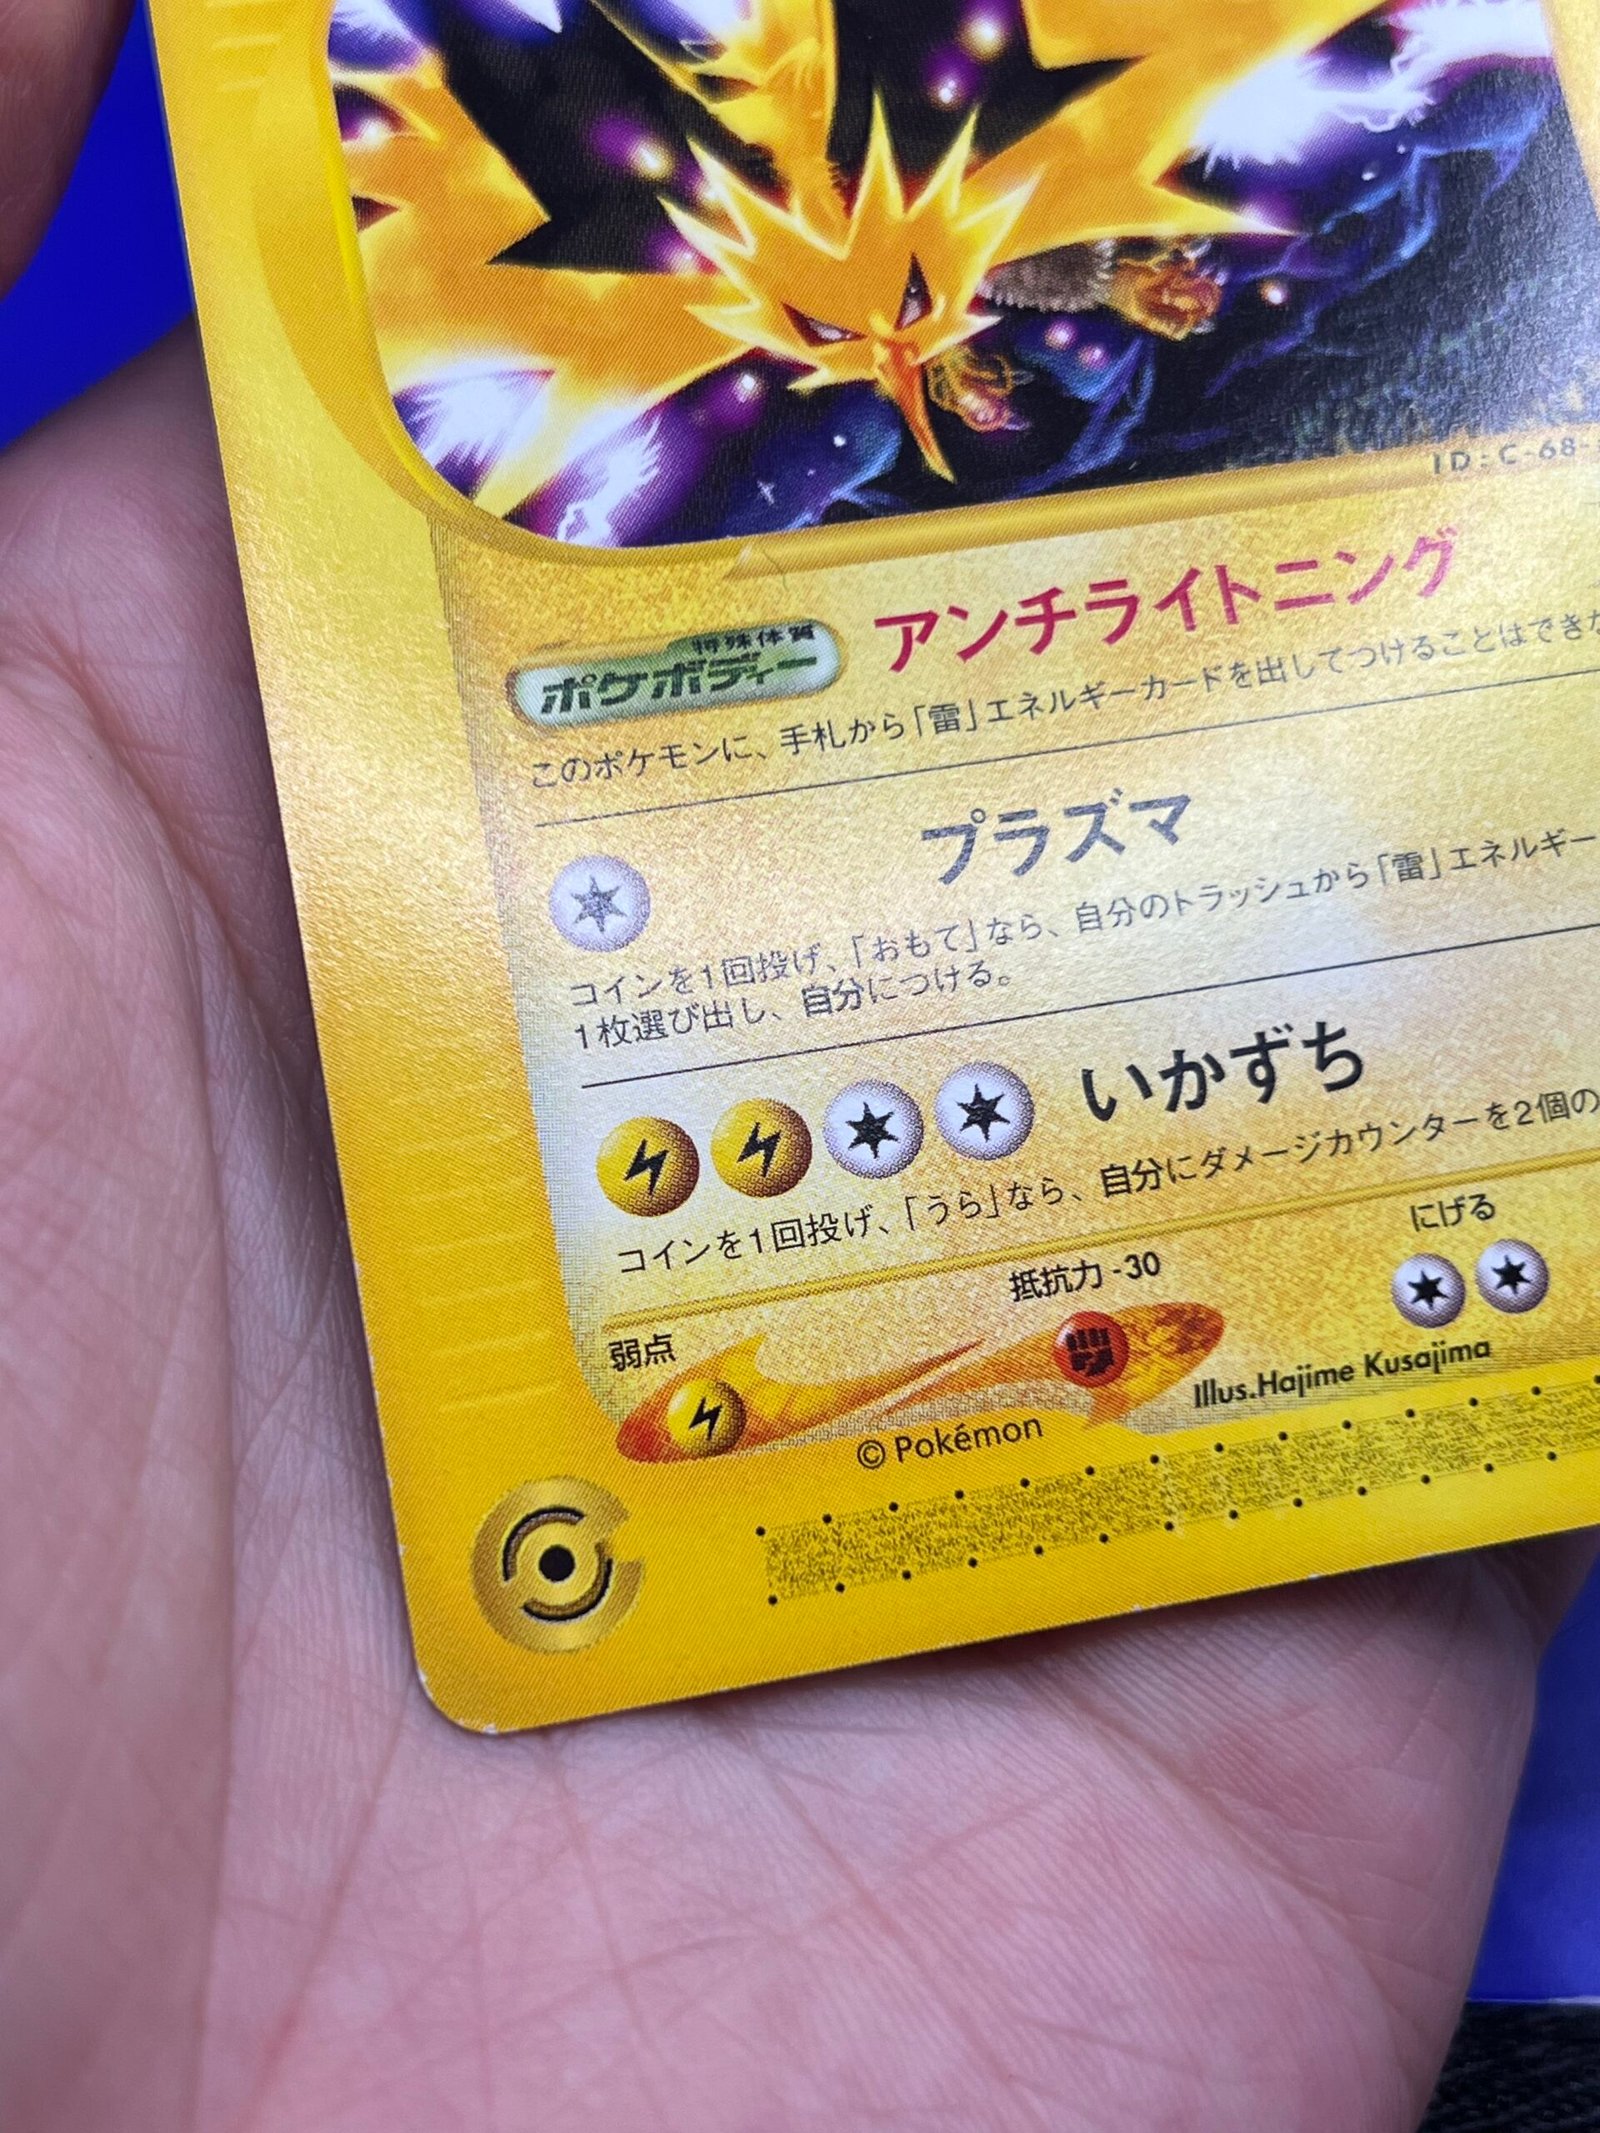 ID:C-68-
アンチライトニング
特殊体質
ポケボディー
このポケモンに、手札から「雷」エネルギーカードを出してつけることはできな
プラズマ
コインを1回投げ、「おもて」なら、自分のトラッシュから「雷」エネルギー
1枚選び出し、自分につける。
いかずち
コインを1回投げ、「うら」なら、自分にダメージカウンターを2個の
弱点
抵抗力 -30
にげる
Illus.Hajime Kusajima
© Pokémon